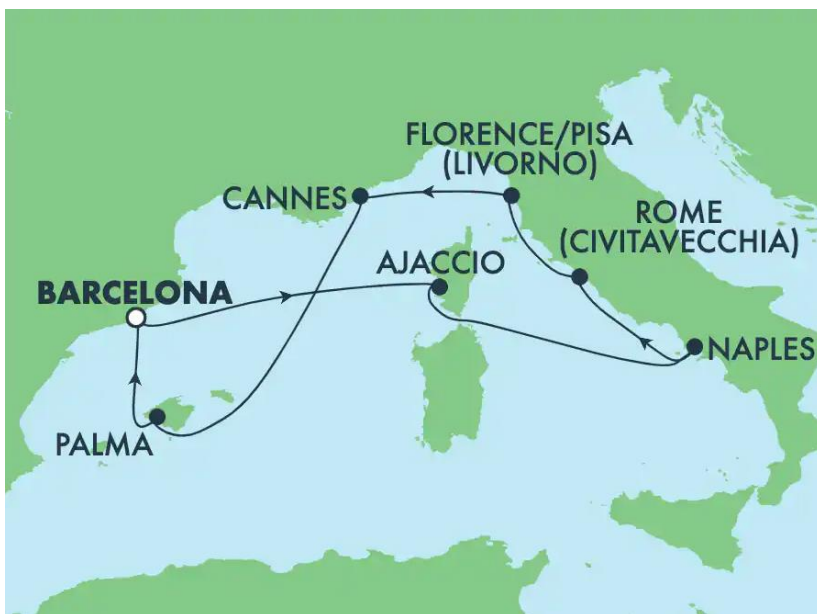 FLORENCE/PISA
(LIVORNO)
CANNES
ROME
(CIVITAVECCHIA)
AJACCIO
BARCELONA
NAPLES
PALMA